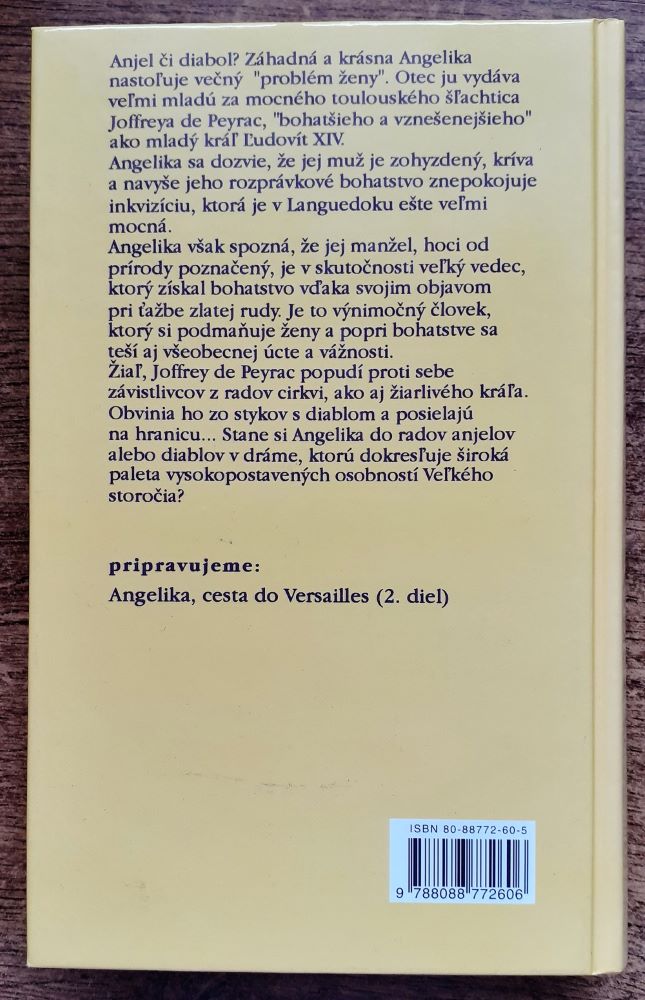 Anjel či diabol? Záhadná a krásna Angelika
nastoľuje večný "problém ženy". Otec ju vydáva
veľmi mladú za mocného toulouského šľachtica
Joffreya de Peyrac, "bohatšieho a vznešenejšieho"
ako mladý kráľ Ľudovít XIV.
Angelika sa dozvie, že jej muž je zohyzdený, kríva
a navyše jeho rozprávkové bohatstvo znepokojuje
inkvizíciu, ktorá je v Languedoku ešte veľmi
mocná.
Angelika však spozná, že jej manžel, hoci od
prírody poznačený, je v skutočnosti veľký vedec,
ktorý získal bohatstvo vďaka svojim objavom
pri ťažbe zlatej rudy. Je to výnimočný človek,
ktorý si podmaňuje ženy a popri bohatstve sa
teší aj všeobecnej úcte a vážnosti.
Žiaľ, Joffrey de Peyrac popudí proti sebe
závistlivcov z radov cirkvi, ako aj žiarlivého kráľa.
Obvinia ho zo stykov s diablom a posielajú
na hranicu... Stane si Angelika do radov anjelov
alebo diablov v dráme, ktorú dokresľuje široká
paleta vysokopostavených osobností Veľkého
storočia?
pripravujeme:
Angelika, cesta do Versailles (2. diel)
ISBN 80-88772-60-5
9 788088 772606